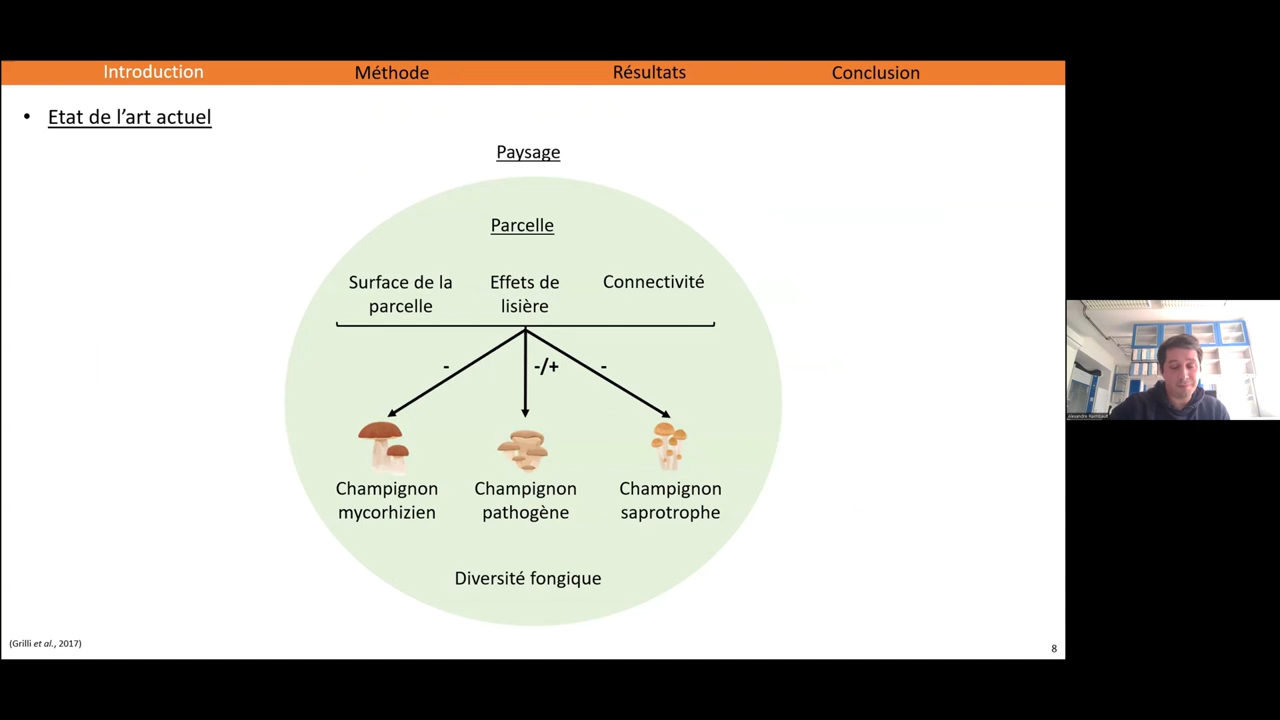 Introduction Méthode Résultats Conclusion
• Etat de l’art actuel
Paysage
Parcelle
Surface de la parcelle
Effets de lisière
Connectivité
- -/+ -
Champignon mycorhizien
Champignon pathogène
Champignon saprotrophe
Diversité fongique
(Grilli et al., 2017)
8